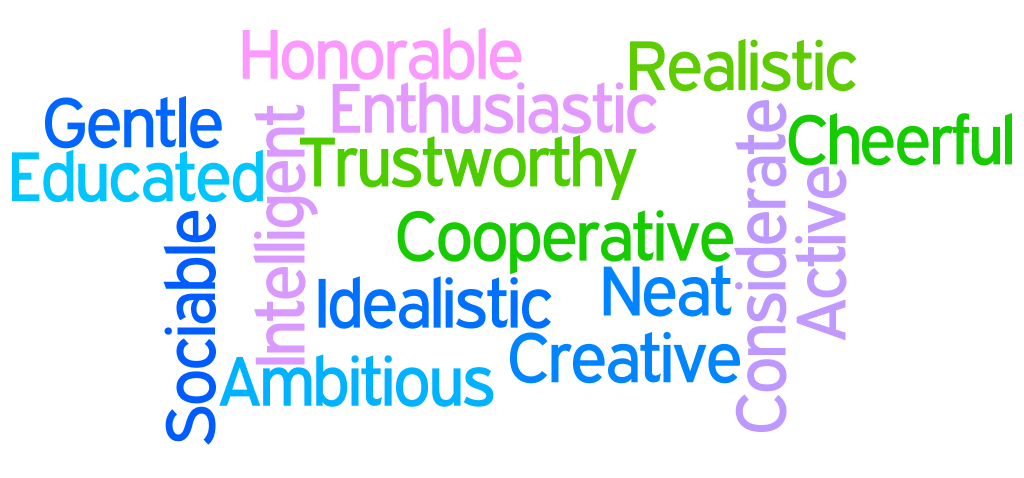 Honorable
Realistic
Enthusiastic
Gentle
Intelligent
Considerate
Cheerful
Trustworthy
Educated
Active
Sociable
Cooperative
Neat
Idealistic
Creative
Ambitious